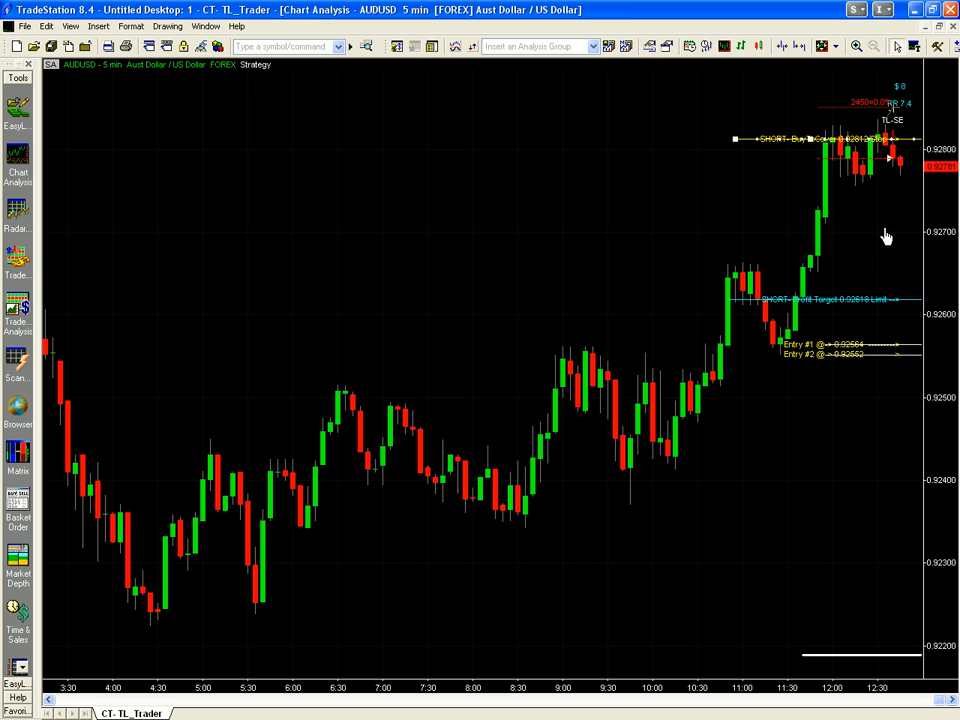 TradeStation 8.4 - Untitled Desktop: 1 - CT- TL_Trader - [Chart Analysis - AUDUSD 5 min [FOREX] Aust Dollar / US Dollar]
S
I
File Edit View Insert Format Drawing Window Help
Type a symbol/command
Insert an Analysis Group
SA AUDUSD - 5 min Aust Dollar / US Dollar FOREX Strategy
Tools
EasyL...
Chart
Analysis
Radar...
Trade...
Trade
Analysis
Scan...
Browser
Matrix
Basket
Order
Market
Depth
Time &
Sales
EasyL...
Help
Favori...
$ 8
RR 7.4
TL-SE
0.92800
0.92781
0.92700
SHORT- Profit Target 0.92618 Limit -->
0.92600
Entry #1 @-> 0.92564 -------->
Entry #2 @-> 0.92552 >
0.92500
0.92400
0.92300
0.92200
3:30 4:00 4:30 5:00 5:30 6:00 6:30 7:00 7:30 8:00 8:30 9:00 9:30 10:00 10:30 11:00 11:30 12:00 12:30
CT- TL_Trader